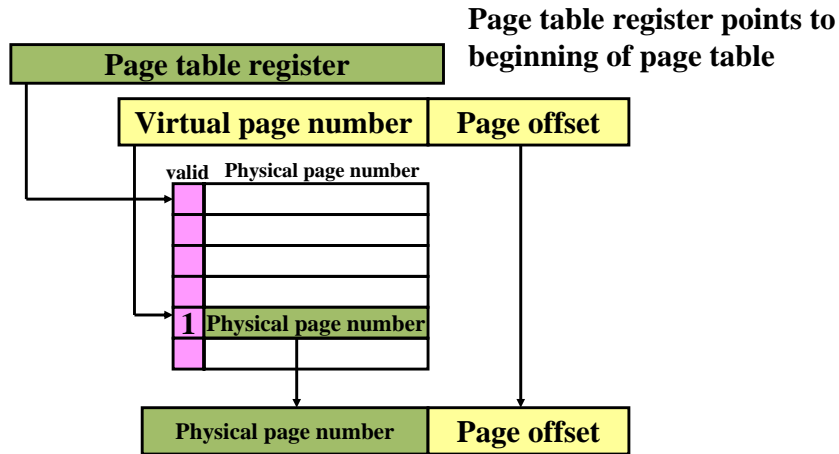 Page table register points to
beginning of page table
Page table register
Virtual page number Page offset
valid Physical page number
1 Physical page number
Physical page number Page offset